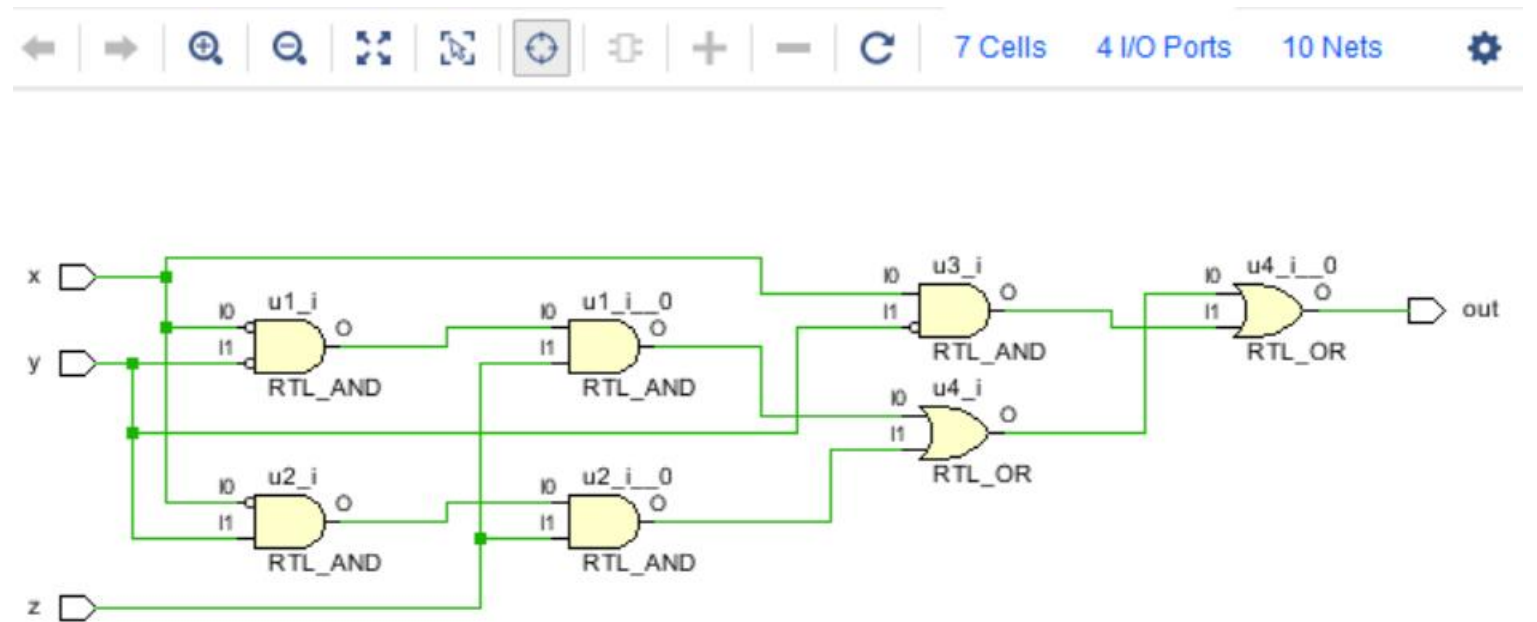 7 Cells 4 I/O Ports 10 Nets
x
y
z
I0 u1_i O
I1
RTL_AND
I0 u1_i__0 O
I1
RTL_AND
I0 u2_i O
I1
RTL_AND
I0 u2_i__0 O
I1
RTL_AND
I0 u3_i O
I1
RTL_AND
I0 u4_i O
I1
RTL_OR
I0 u4_i__0 O
I1
RTL_OR
out